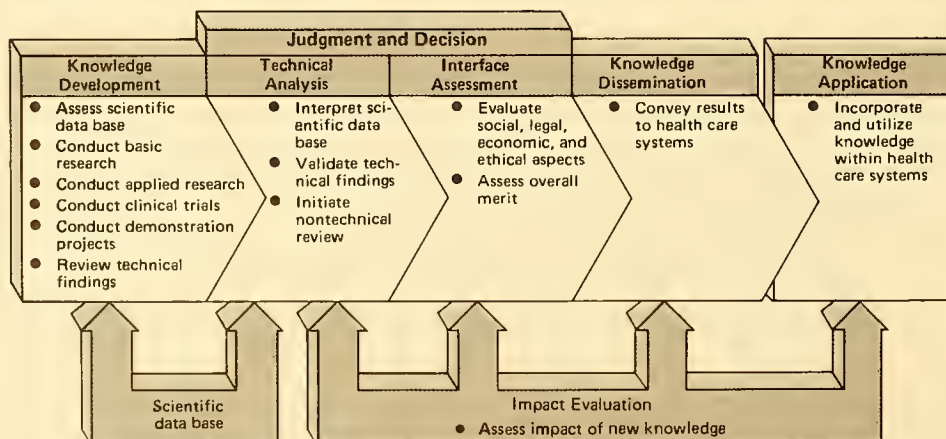 Judgment and Decision
Knowledge
Development
Technical
Analysis
Interface
Assessment
Knowledge
Dissemination
Knowledge
Application
● Assess scientific
data base
● Conduct basic
research
● Conduct applied research
● Conduct clinical trials
● Conduct demonstration
projects
● Review technical
findings
● Interpret sci-
entific data
base
● Validate tech-
nical findings
● Initiate
nontechnical
review
● Evaluate
social, legal,
economic, and
ethical aspects
● Assess overall
merit
● Convey results
to health care
systems
● Incorporate
and utilize
knowledge
within health
care systems
Scientific
data base
Impact Evaluation
● Assess impact of new knowledge